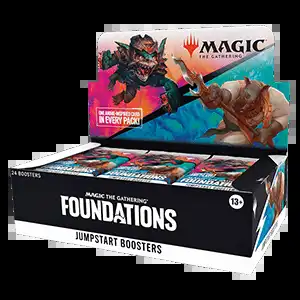 MAGIC
THE GATHERING
ONE ANIME-INSPIRED CARD
IN EVERY PACK!
24 BOOSTERS
MAGIC THE GATHERING
FOUNDATIONS
13+
JUMPSTART BOOSTERS